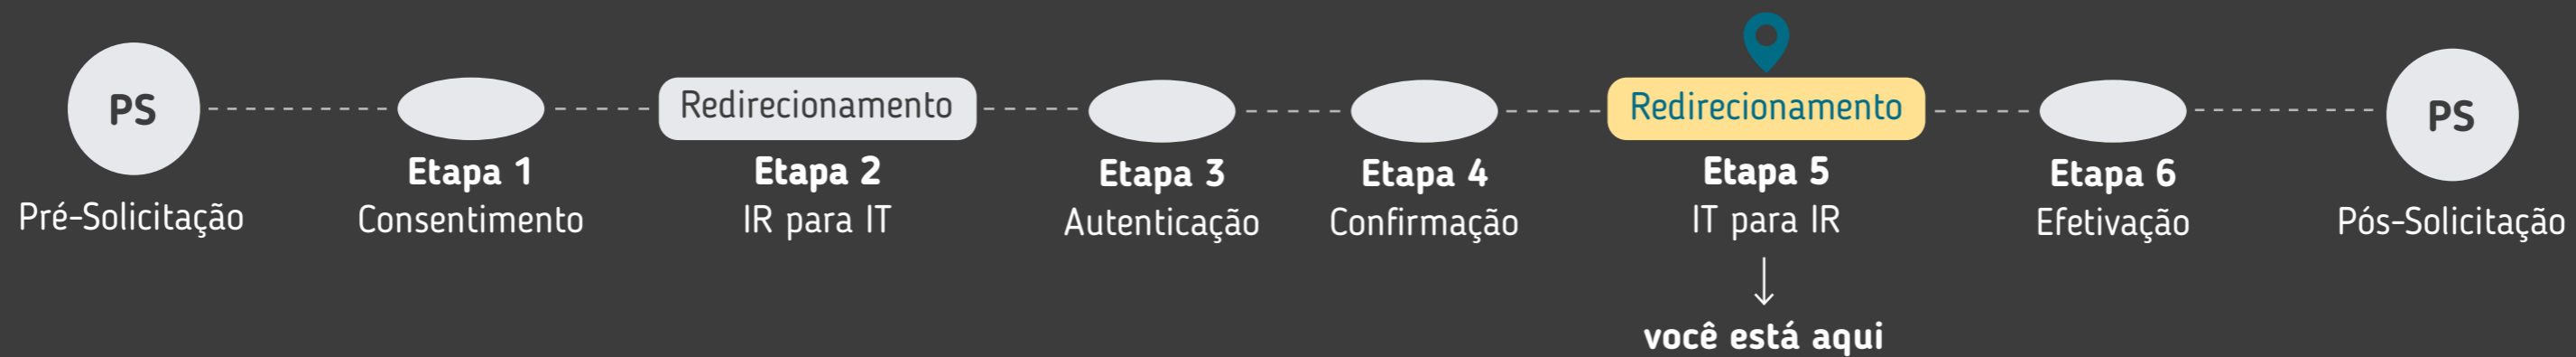 PS
Pré-Solicitação
Etapa 1
Consentimento
Redirecionamento
Etapa 2
IR para IT
Etapa 3
Autenticação
Etapa 4
Confirmação
Redirecionamento
Etapa 5
IT para IR
você está aqui
Etapa 6
Efetivação
PS
Pós-Solicitação